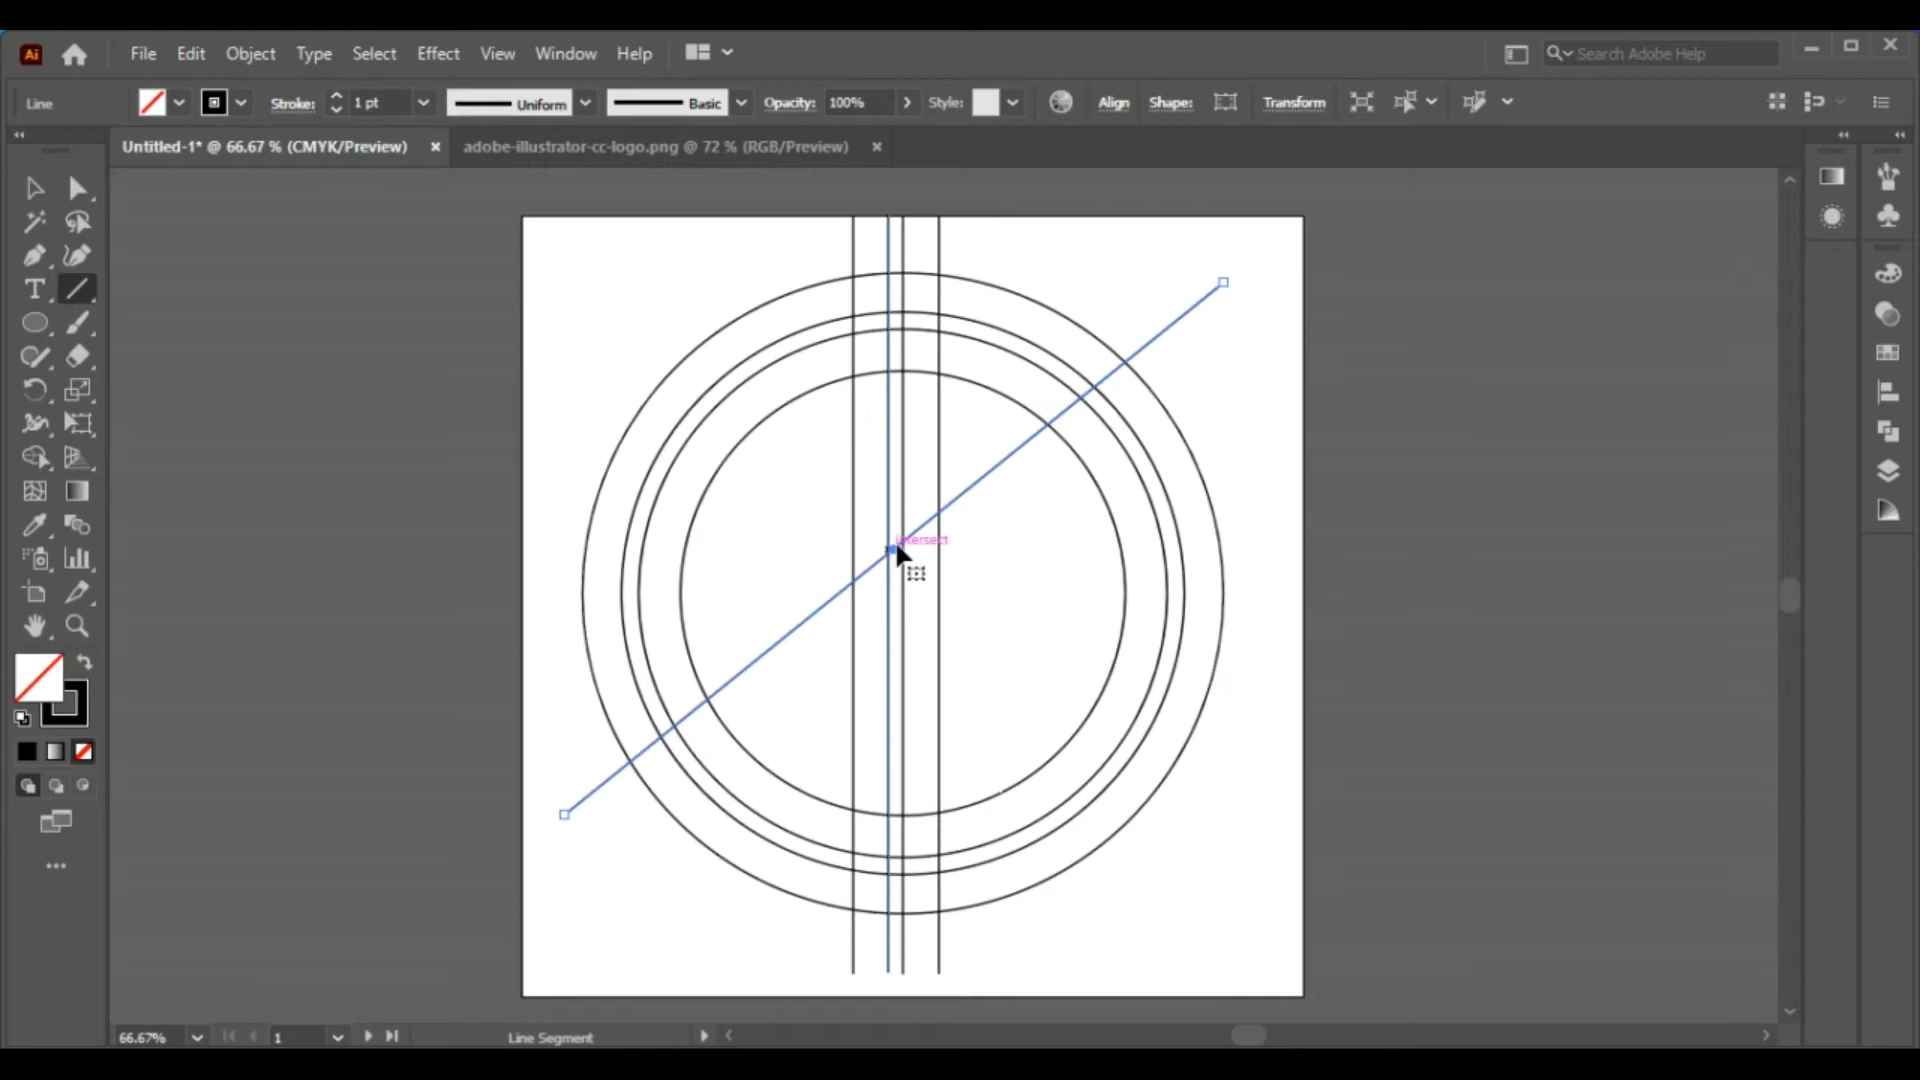 Ai File Edit Object Type Select Effect View Window Help Search Adobe Help
Line Stroke: 1 pt Uniform Basic Opacity: 100% Style: Align Shape: Transform
Untitled-1* @ 66.67 % (CMYK/Preview) × adobe-illustrator-cc-logo.png @ 72 % (RGB/Preview) ×
intersect
66.67% 1 Line Segment